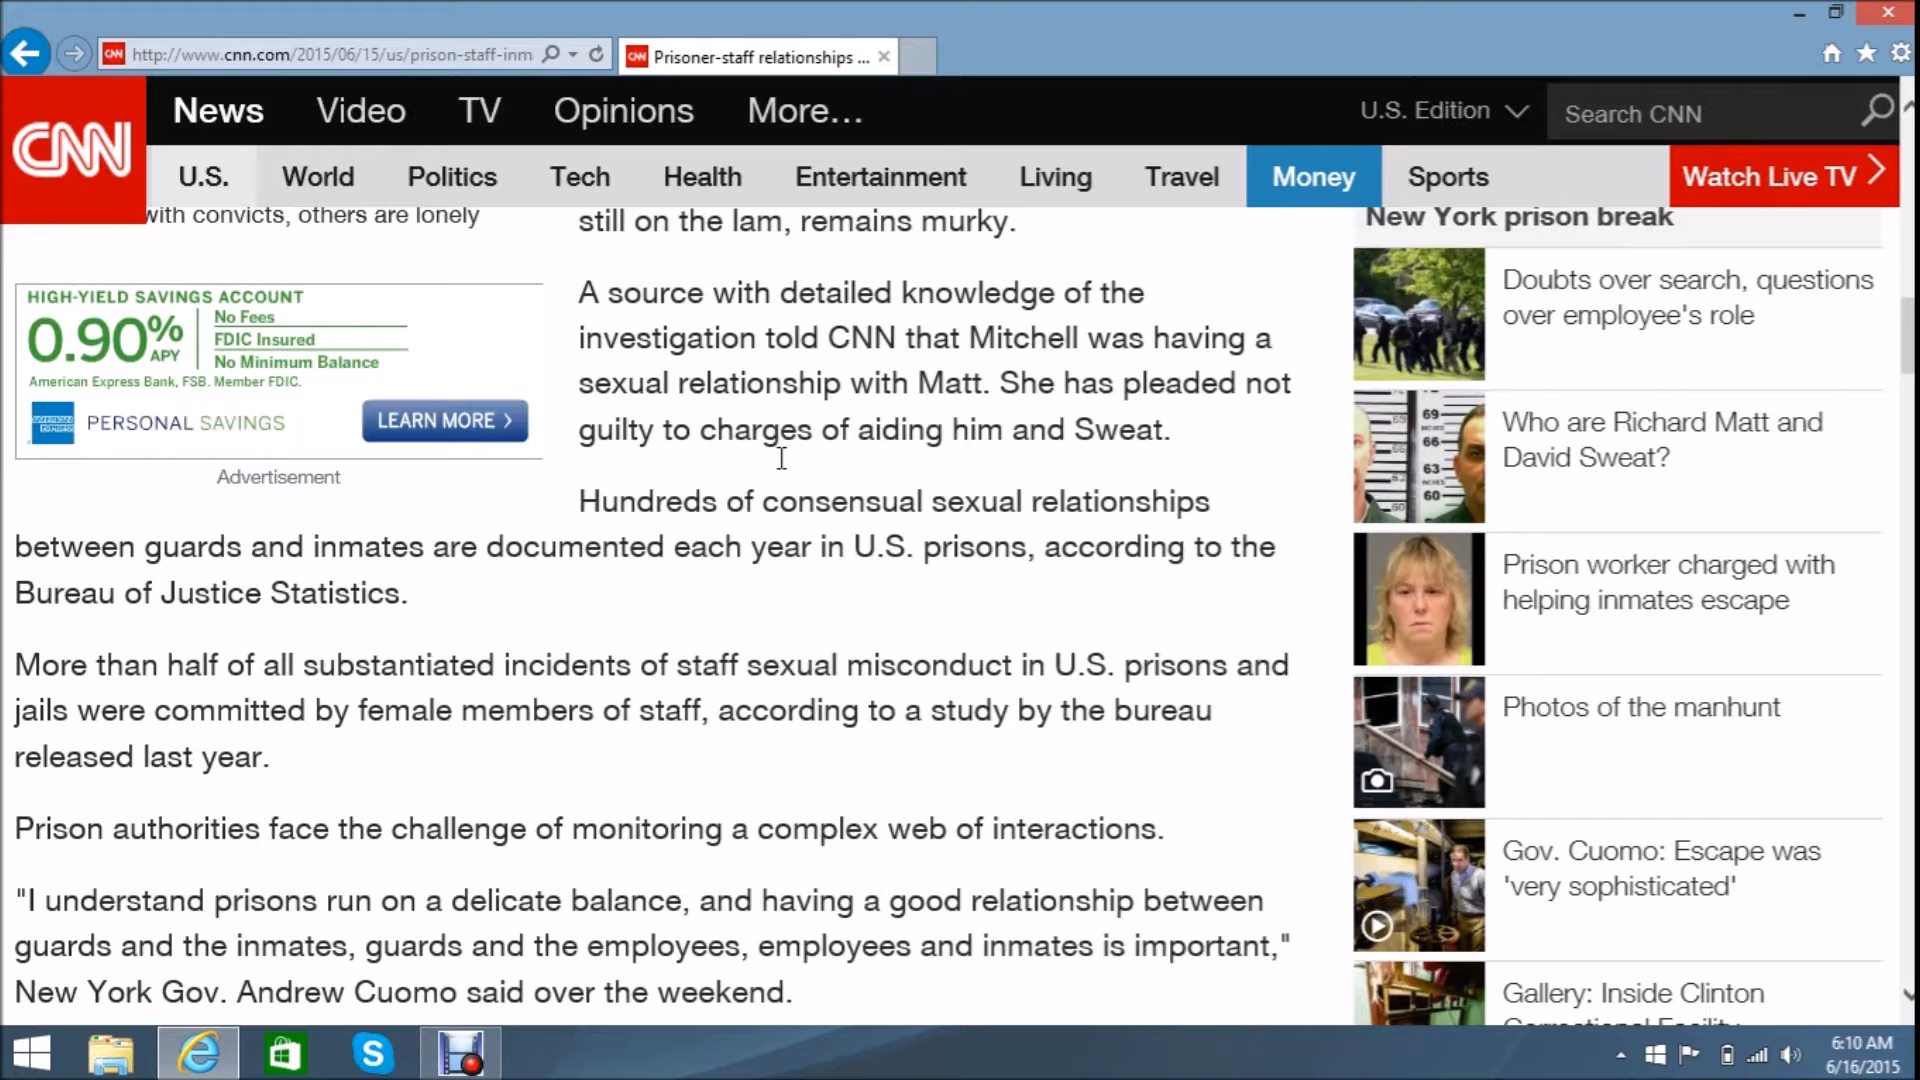 http://www.cnn.com/2015/06/15/us/prison-staff-inm
Prisoner-staff relationships ...
CNN
News Video TV Opinions More...
U.S. Edition
Search CNN
U.S. World Politics Tech Health Entertainment Living Travel Money Sports
Watch Live TV
with convicts, others are lonely
HIGH-YIELD SAVINGS ACCOUNT
0.90% APY
No Fees
FDIC Insured
No Minimum Balance
American Express Bank, FSB. Member FDIC.
PERSONAL SAVINGS
LEARN MORE >
Advertisement
still on the lam, remains murky.
A source with detailed knowledge of the
investigation told CNN that Mitchell was having a
sexual relationship with Matt. She has pleaded not
guilty to charges of aiding him and Sweat.
Hundreds of consensual sexual relationships
between guards and inmates are documented each year in U.S. prisons, according to the
Bureau of Justice Statistics.
More than half of all substantiated incidents of staff sexual misconduct in U.S. prisons and
jails were committed by female members of staff, according to a study by the bureau
released last year.
Prison authorities face the challenge of monitoring a complex web of interactions.
"I understand prisons run on a delicate balance, and having a good relationship between
guards and the inmates, guards and the employees, employees and inmates is important,"
New York Gov. Andrew Cuomo said over the weekend.
New York prison break
Doubts over search, questions
over employee's role
69
66
63
60
Who are Richard Matt and
David Sweat?
Prison worker charged with
helping inmates escape
Photos of the manhunt
Gov. Cuomo: Escape was
'very sophisticated'
Gallery: Inside Clinton
Correctional Facility
6:10 AM
6/16/2015